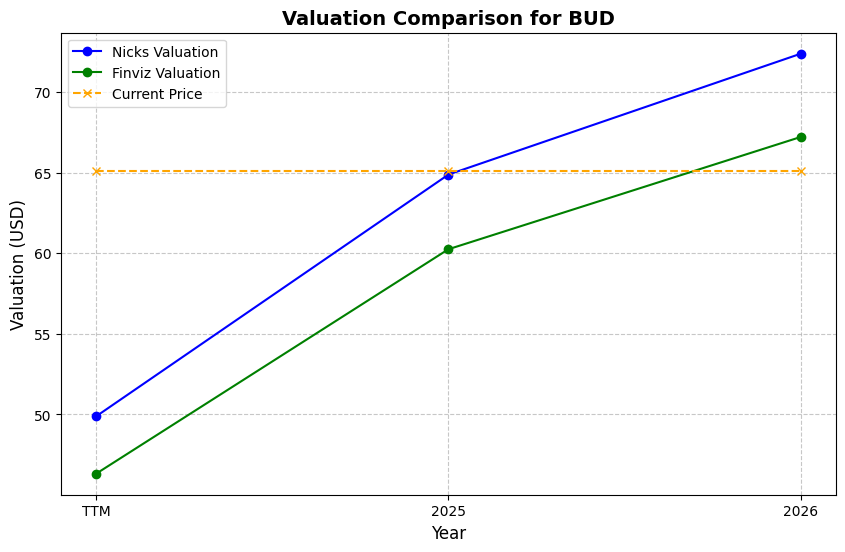 Valuation Comparison for BUD
Nicks Valuation
Finviz Valuation
Current Price
Valuation (USD)
70
65
60
55
50
TTM
2025
2026
Year